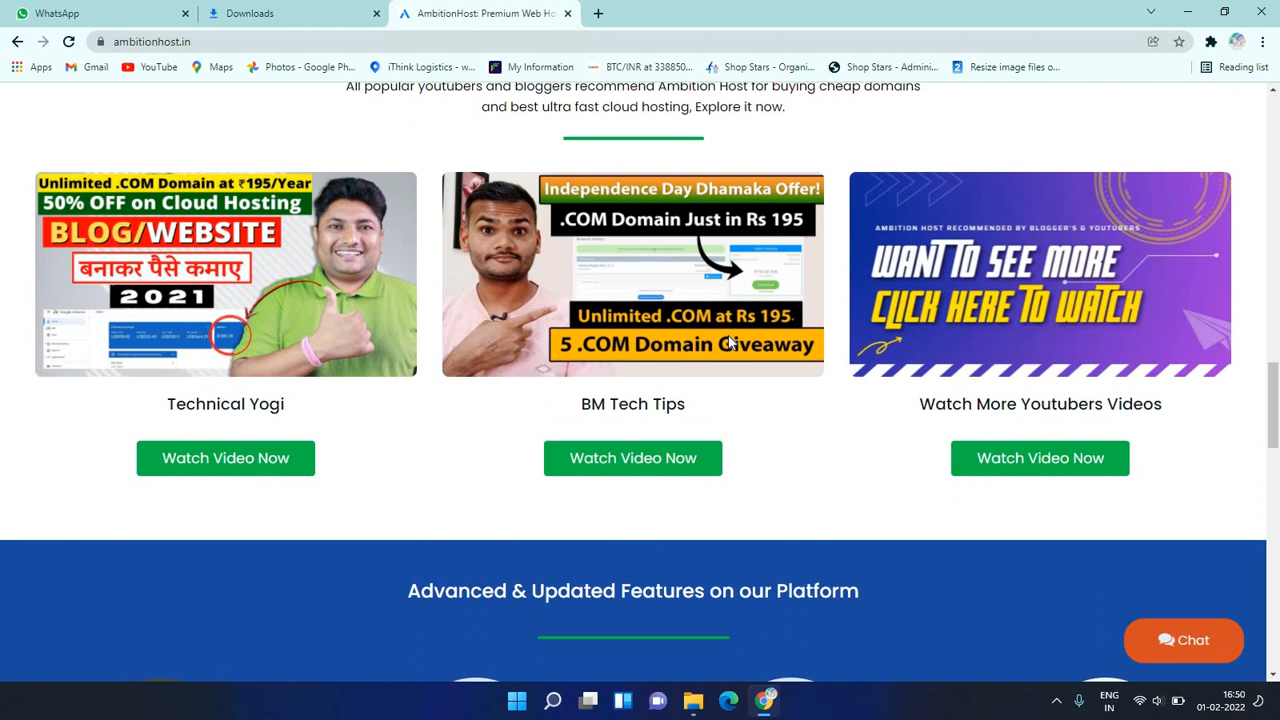 WhatsApp
Downloads
AmbitionHost: Premium Web Ho
ambitionhost.in
Apps
Gmail
YouTube
Maps
Photos - Google Ph...
iThink Logistics - w...
My Information
BTC/INR at 338850...
Shop Stars - Organi...
Shop Stars - Admini...
Resize image files o...
Reading list
All popular youtubers and bloggers recommend Ambition Host for buying cheap domains
and best ultra fast cloud hosting, Explore it now.
Unlimited .COM Domain at ₹195/Year
50% OFF on Cloud Hosting
BLOG/WEBSITE
बनाकर पैसे कमाए
2021
Independence Day Dhamaka Offer!
.COM Domain Just in Rs 195
Unlimited .COM at Rs 195.
5 .COM Domain Giveaway
AMBITION HOST RECOMMENDED BY BLOGGER'S & YOUTUBERS
WANT TO SEE MORE
CLICK HERE TO WATCH
Technical Yogi
BM Tech Tips
Watch More Youtubers Videos
Watch Video Now
Watch Video Now
Watch Video Now
Advanced & Updated Features on our Platform
Chat
ENG
IN
16:50
01-02-2022